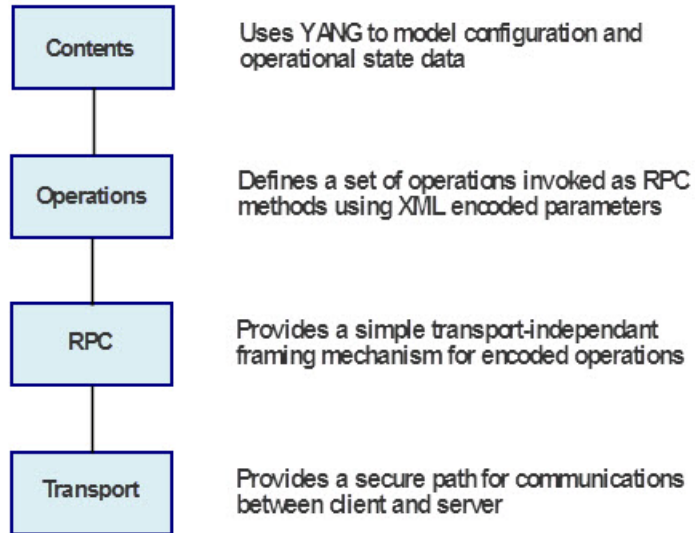 Contents
Uses YANG to model configuration and
operational state data
Operations
Defines a set of operations invoked as RPC
methods using XML encoded parameters
RPC
Provides a simple transport-independant
framing mechanism for encoded operations
Transport
Provides a secure path for communications
between client and server